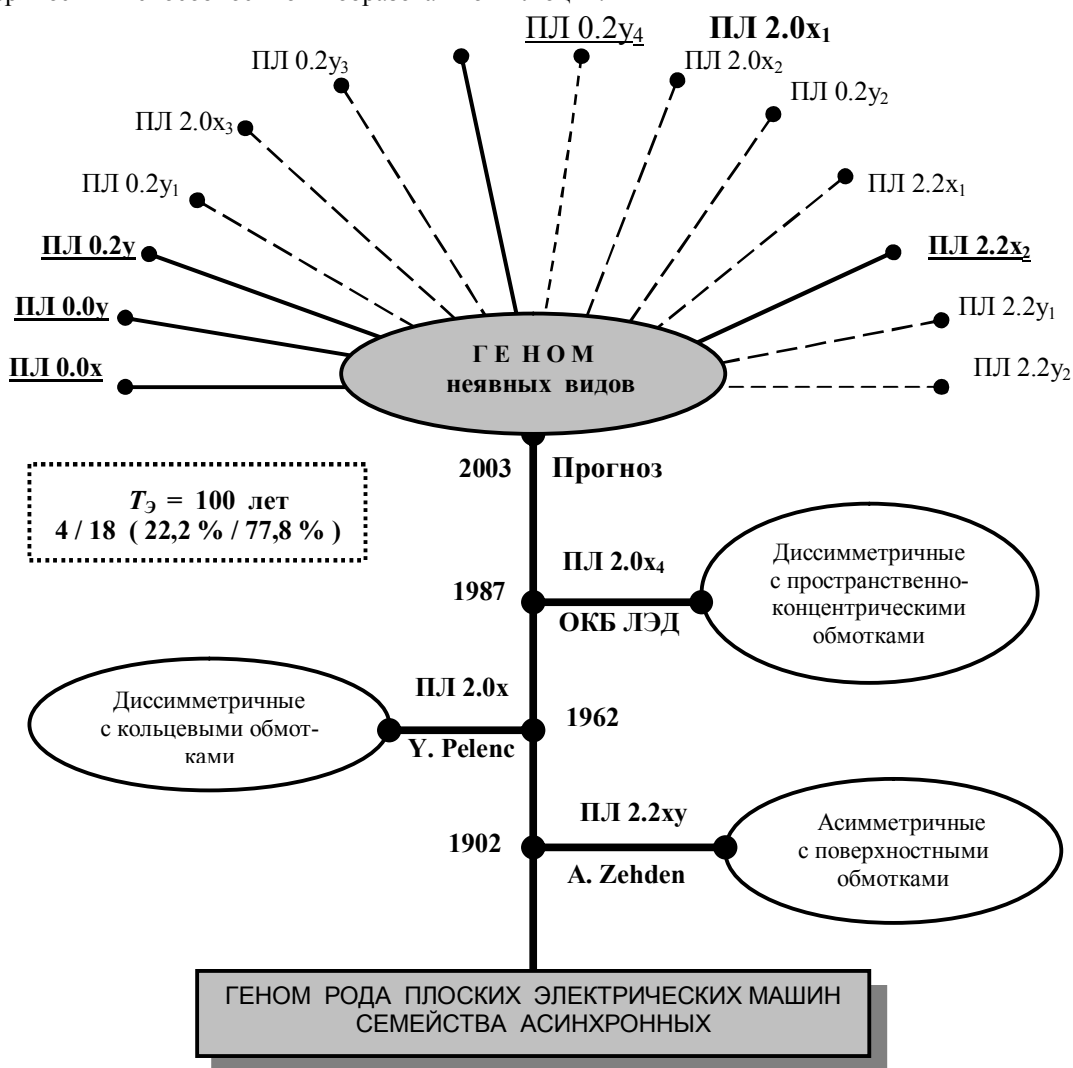 ПЛ 0.2y₄
ПЛ 2.0x₁
ПЛ 0.2y₃
ПЛ 2.0x₂
ПЛ 0.2y₂
ПЛ 2.0x₃
ПЛ 0.2y₁
ПЛ 2.2x₁
ПЛ 0.2y
ПЛ 2.2x₂
ПЛ 0.0y
ПЛ 2.2y₁
ПЛ 0.0x
ПЛ 2.2y₂
Г Е Н О М
неявных видов
2003 Прогноз
Tэ = 100 лет
4 / 18 ( 22,2 % / 77,8 % )
ПЛ 2.0x₄
1987
ОКБ ЛЭД
Диссимметричные
с пространственно-
концентрическими
обмотками
Диссимметричные
с кольцевыми обмот-
ками
ПЛ 2.0x
Y. Pelenc
1962
ПЛ 2.2xy
1902
A. Zehden
Асимметричные
с поверхностными
обмотками
ГЕНОМ РОДА ПЛОСКИХ ЭЛЕКТРИЧЕСКИХ МАШИН
СЕМЕЙСТВА АСИНХРОННЫХ